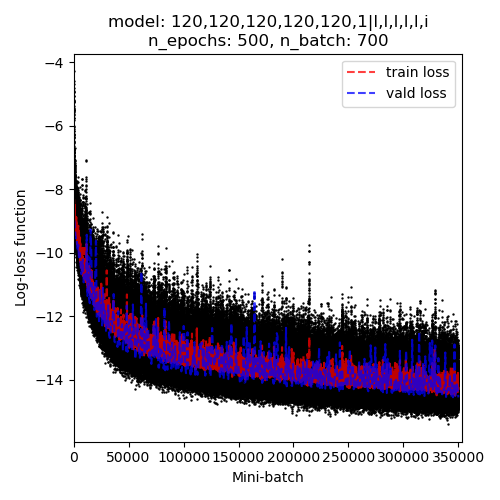 model: 120,120,120,120,120,1|l,l,l,l,l,i
n_epochs: 500, n_batch: 700
train loss
vald loss
Log-loss function
−4
−6
−8
−10
−12
−14
0 50000 100000 150000 200000 250000 300000 350000
Mini-batch